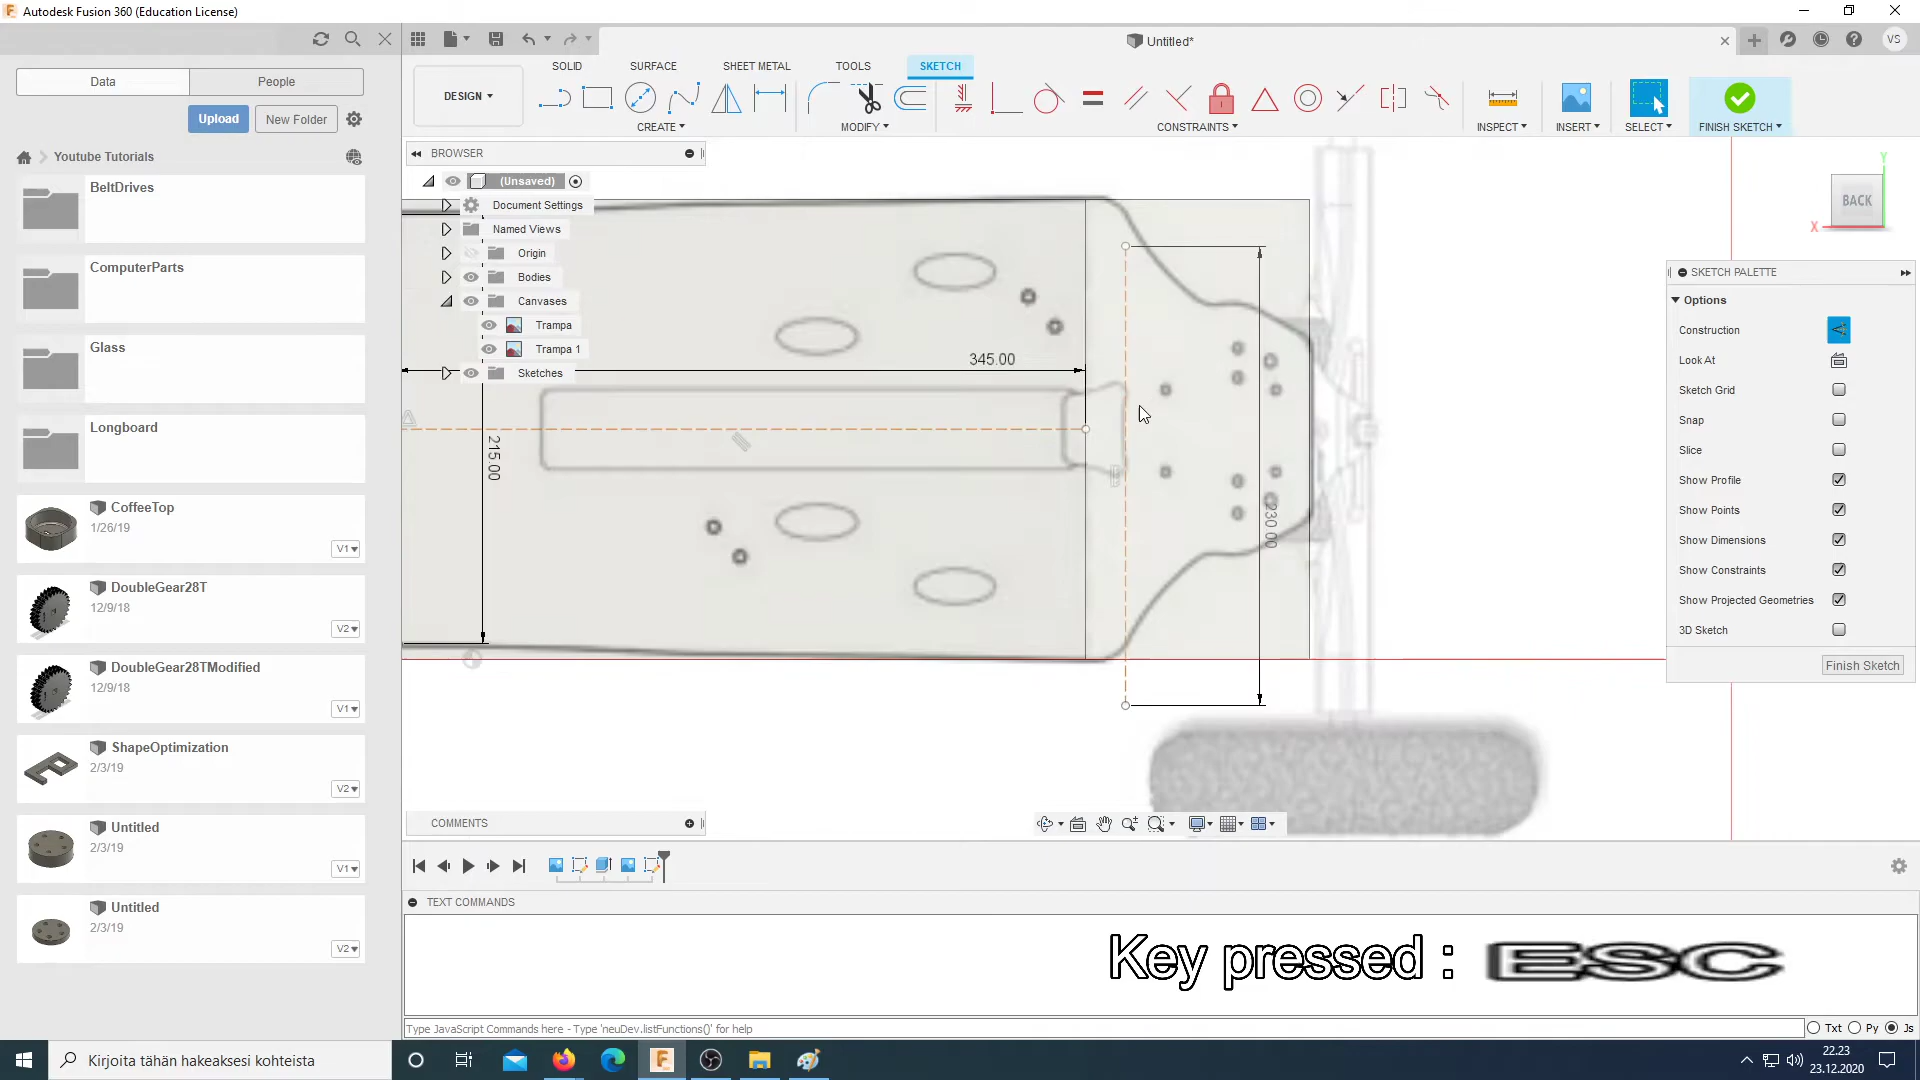 Autodesk Fusion 360 (Education License)
Untitled*
VS
Data
People
Upload
New Folder
Youtube Tutorials
BeltDrives
ComputerParts
Glass
Longboard
CoffeeTop
1/26/19
V1▾
DoubleGear28T
12/9/18
V2▾
DoubleGear28TModified
12/9/18
V1▾
ShapeOptimization
2/3/19
V2▾
Untitled
2/3/19
V1▾
Untitled
2/3/19
V2▾
DESIGN ▾
SOLID
SURFACE
SHEET METAL
TOOLS
SKETCH
CREATE ▾
MODIFY ▾
CONSTRAINTS ▾
INSPECT ▾
INSERT ▾
SELECT ▾
FINISH SKETCH ▾
BROWSER
(Unsaved)
Document Settings
Named Views
Origin
Bodies
Canvases
Trampa
Trampa 1
Sketches
345.00
215.00
230.00
Y
BACK
X
SKETCH PALETTE
Options
Construction
Look At
Sketch Grid
Snap
Slice
Show Profile
Show Points
Show Dimensions
Show Constraints
Show Projected Geometries
3D Sketch
Finish Sketch
COMMENTS
TEXT COMMANDS
Key pressed : ESC
Type JavaScript Commands here - Type 'neuDev.listFunctions()' for help
Txt
Py
Js
Kirjoita tähän hakeaksesi kohteista
22.23
23.12.2020